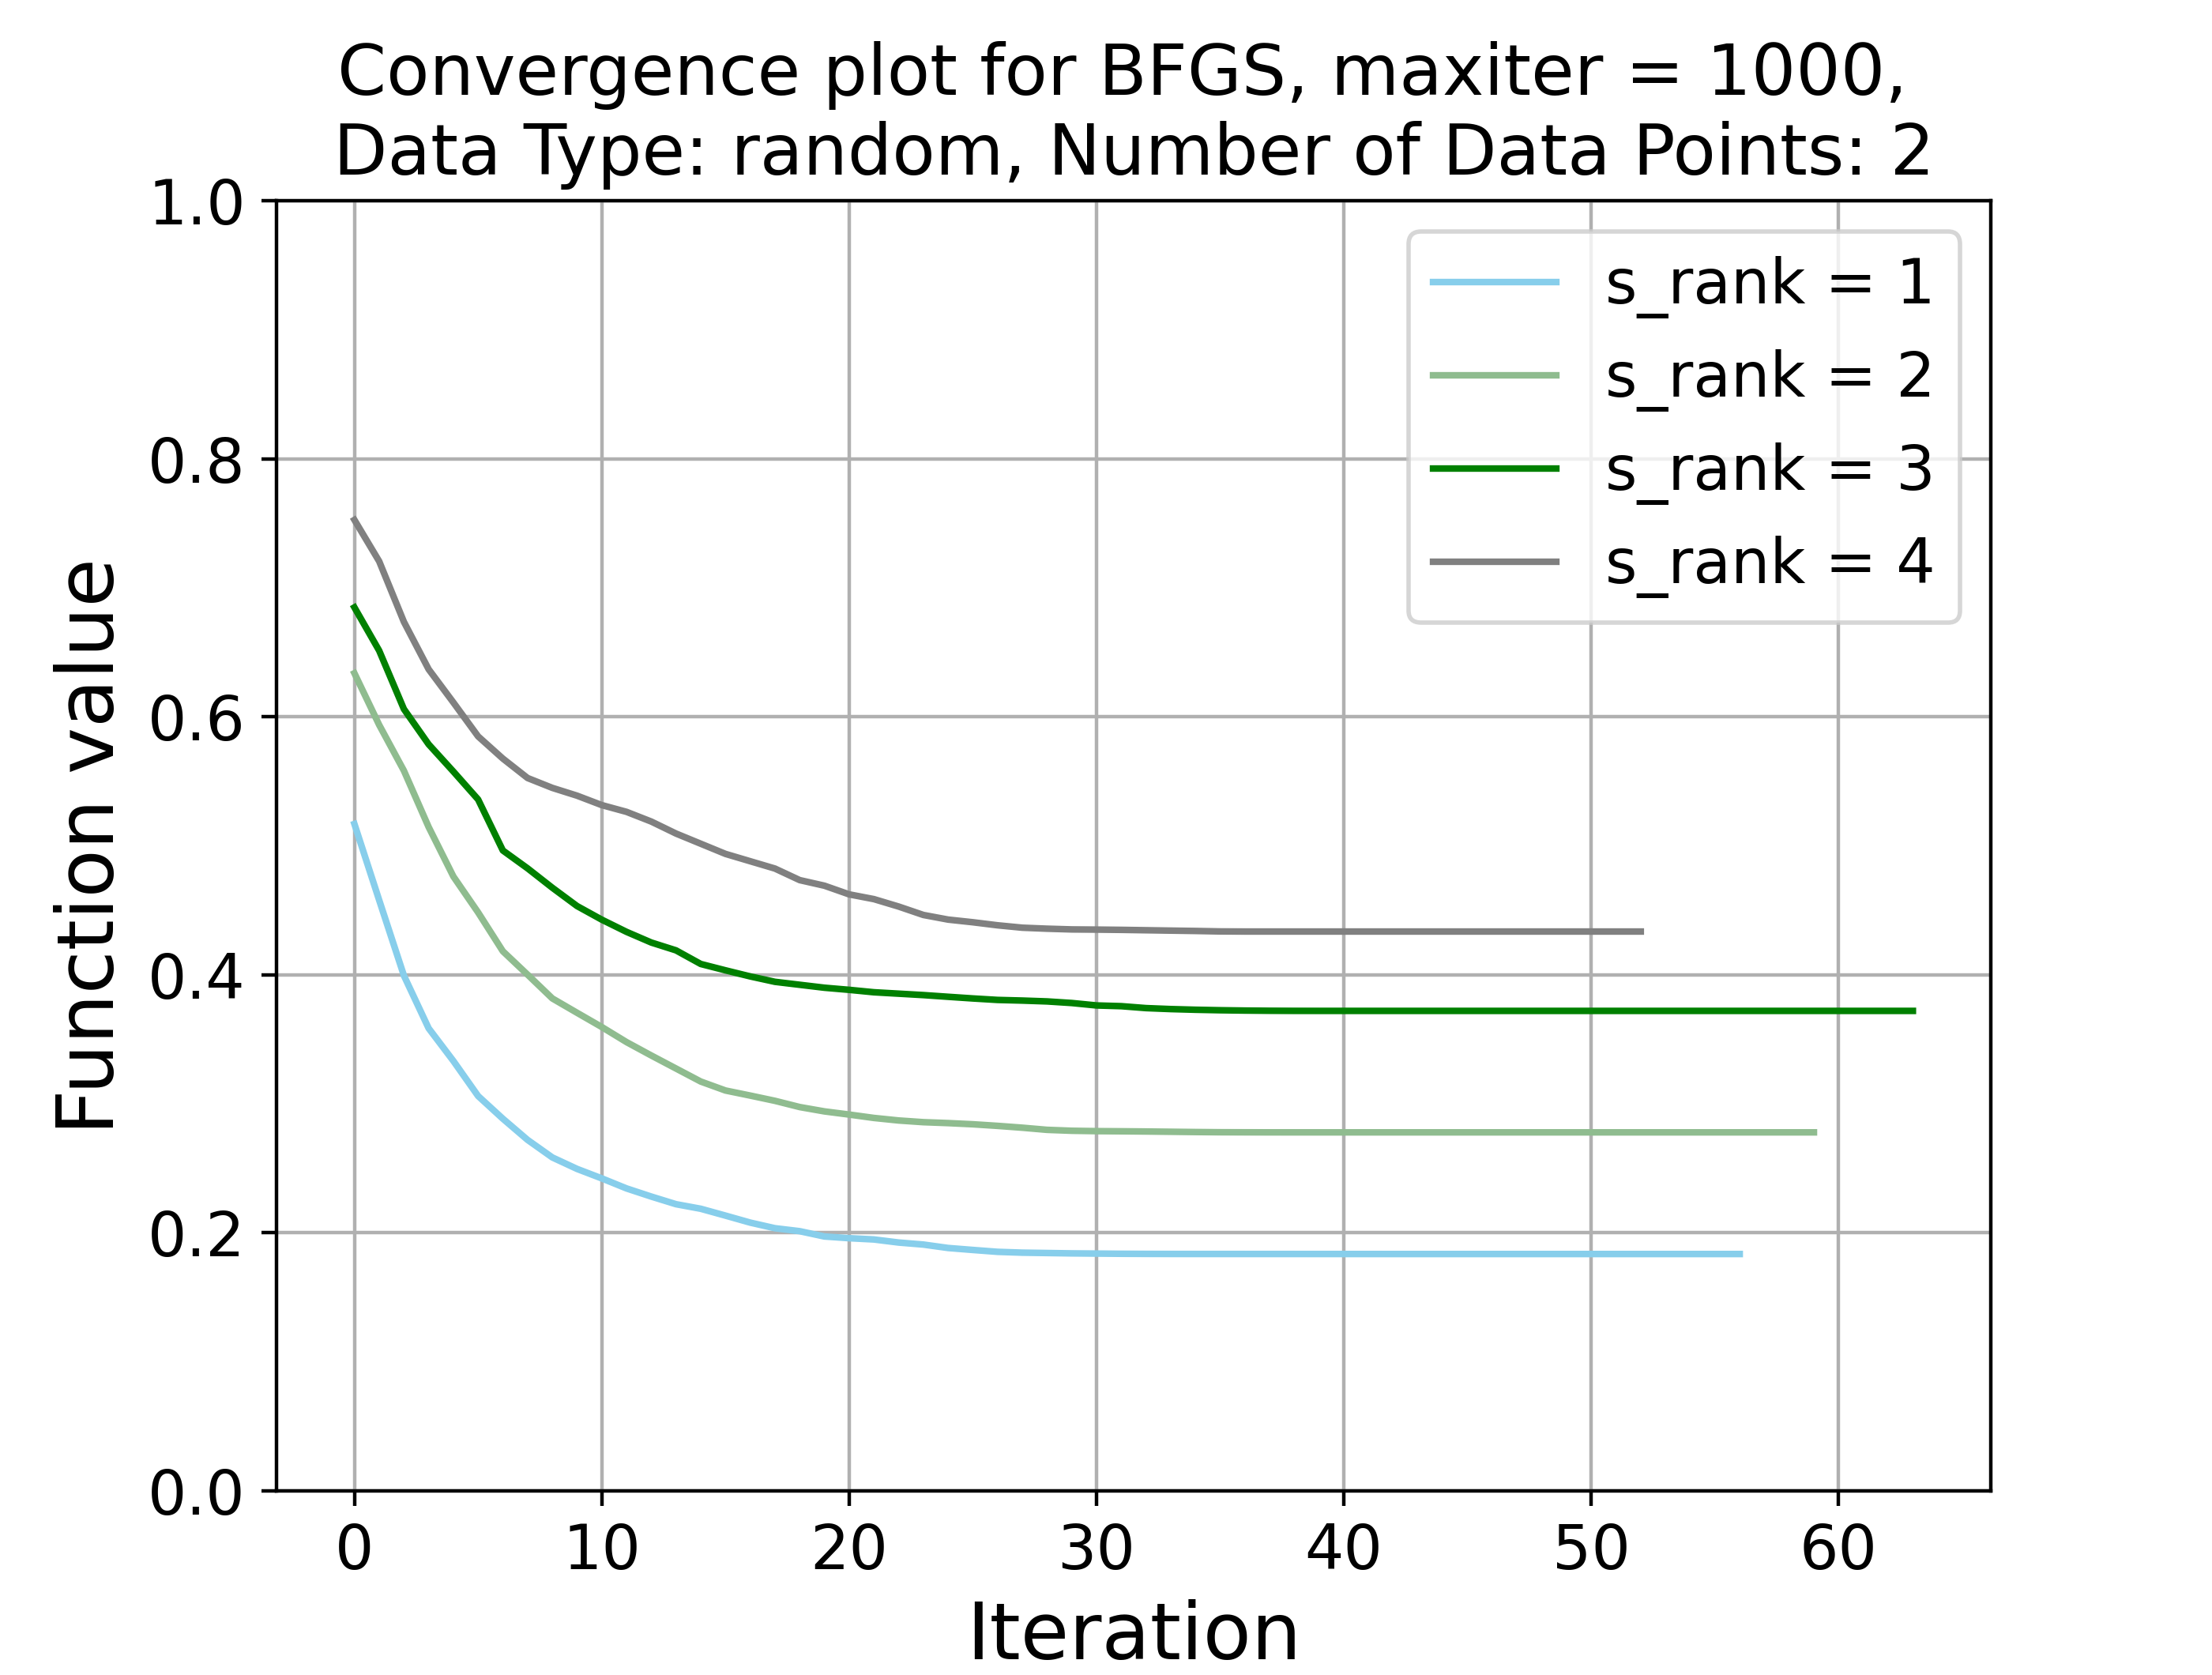 Convergence plot for BFGS, maxiter = 1000,
Data Type: random, Number of Data Points: 2
1.0
0.8
0.6
0.4
0.2
0.0
Function value
s_rank = 1
s_rank = 2
s_rank = 3
s_rank = 4
0 10 20 30 40 50 60
Iteration